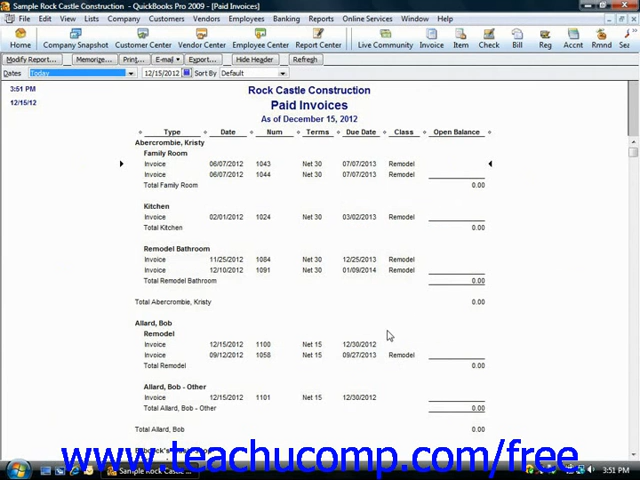 Sample Rock Castle Construction - QuickBooks Pro 2009 - [Paid Invoices]
File Edit View Lists Company Customers Vendors Employees Banking Reports Online Services Window Help
Home Company Snapshot Customer Center Vendor Center Employee Center Report Center Live Community Invoice Item Check Bill Reg Accnt Rmnd Se
Modify Report... Memorize... Print... E-mail Export... Hide Header Refresh
Dates Today 12/15/2012 Sort By Default
3:51 PM
12/15/12
Rock Castle Construction
Paid Invoices
As of December 15, 2012
Type Date Num Terms Due Date Class Open Balance
Abercrombie, Kristy
Family Room
Invoice 06/07/2012 1043 Net 30 07/07/2013 Remodel
Invoice 06/07/2012 1044 Net 30 07/07/2013 Remodel
Total Family Room 0.00
Kitchen
Invoice 02/01/2012 1024 Net 30 03/02/2013 Remodel
Total Kitchen 0.00
Remodel Bathroom
Invoice 11/25/2012 1084 Net 30 12/25/2013 Remodel
Invoice 12/10/2012 1091 Net 30 01/09/2014 Remodel
Total Remodel Bathroom 0.00
Total Abercrombie, Kristy 0.00
Allard, Bob
Remodel
Invoice 12/15/2012 1100 Net 15 12/30/2012
Invoice 09/12/2012 1058 Net 15 09/27/2013 Remodel
Total Remodel 0.00
Allard, Bob - Other
Invoice 12/15/2012 1101 Net 15 12/30/2012
Total Allard, Bob - Other 0.00
Total Allard, Bob 0.00
www.teachucomp.com/free
Sample Rock Castle 3:51 PM